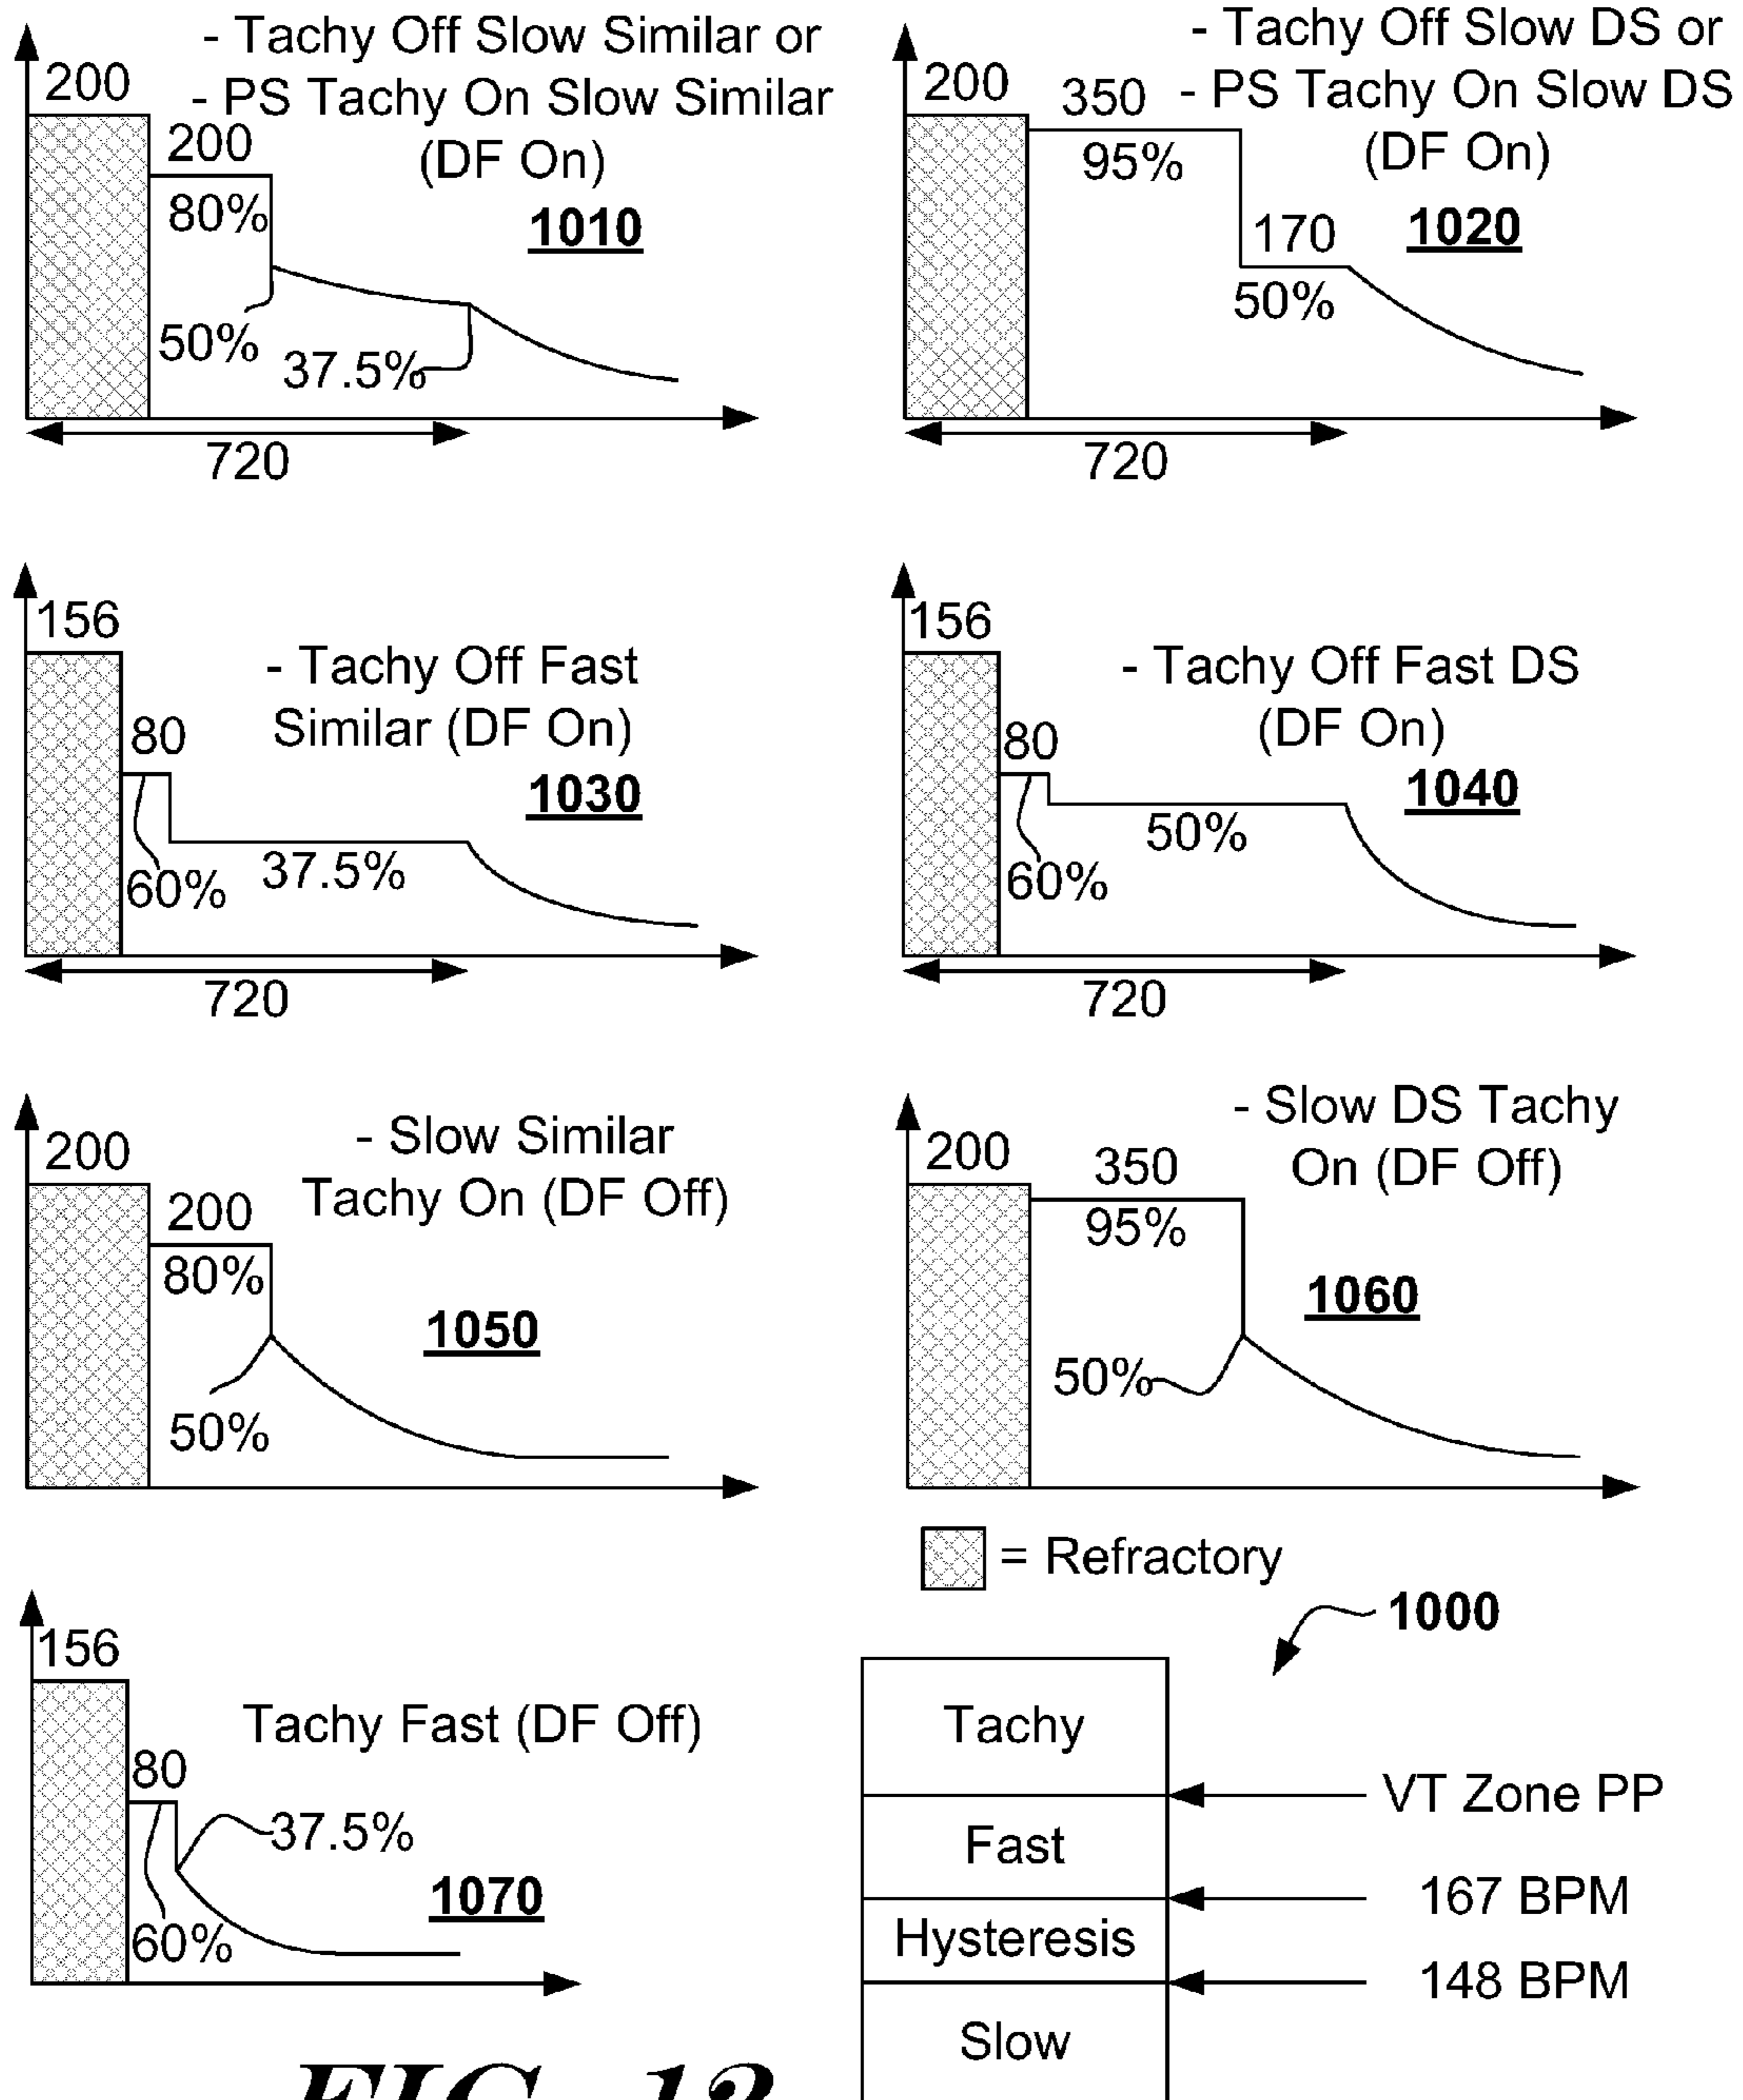 - Tachy Off Slow Similar or
- PS Tachy On Slow Similar
(DF On)
1010
200
200
80%
50%
37.5%
720
- Tachy Off Slow DS or
- PS Tachy On Slow DS
(DF On)
1020
200
350
95%
170
50%
720
156
- Tachy Off Fast
Similar (DF On)
1030
80
60%
37.5%
720
156
- Tachy Off Fast DS
(DF On)
1040
80
60%
50%
720
200
- Slow Similar
Tachy On (DF Off)
200
80%
1050
50%
200
- Slow DS Tachy
On (DF Off)
350
95%
1060
50%
= Refractory
156
Tachy Fast (DF Off)
80
37.5%
1070
60%
1000
Tachy
VT Zone PP
Fast
167 BPM
Hysteresis
148 BPM
Slow
FIG. 13